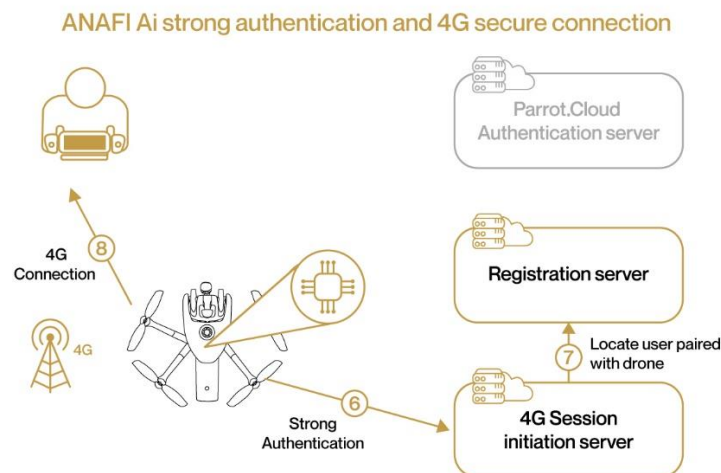 ANAFI Ai strong authentication and 4G secure connection
Parrot.Cloud
Authentication server
8
4G
Connection
Registration server
4G
7
Locate user paired
with drone
6
Strong
Authentication
4G Session
initiation server